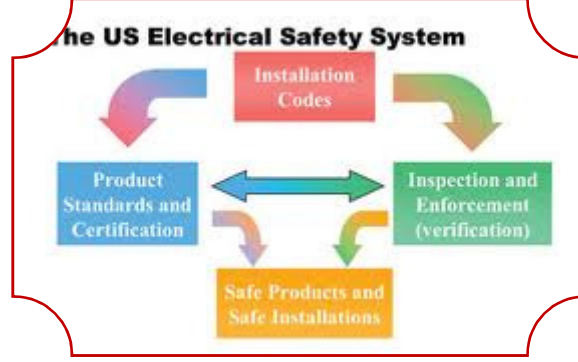 The US Electrical Safety System
Installation
Codes
Product
Standards and
Certification
Inspection and
Enforcement
(verification)
Safe Products and
Safe Installations